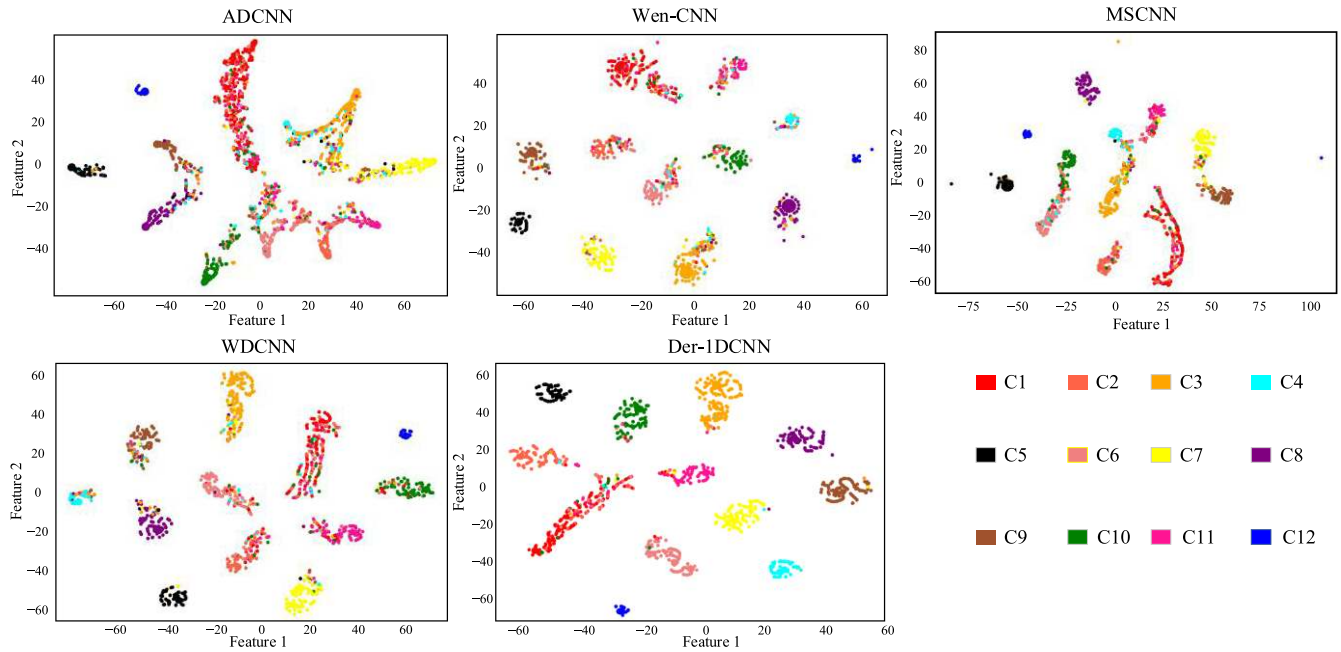 ADCNN
Feature 2
40
20
0
−20
−40
−60 −40 −20 0 20 40 60
Feature 1
Wen-CNN
Feature 2
40
20
0
−20
−40
−60 −40 −20 0 20 40 60
Feature 1
MSCNN
Feature 2
80
60
40
20
0
−20
−40
−60
−75 −50 −25 0 25 50 75 100
Feature 1
WDCNN
Feature 2
60
40
20
0
−20
−40
−60
−60 −40 −20 0 20 40 60
Feature 1
Der-1DCNN
Feature 2
60
40
20
0
−20
−40
−60
−60 −40 −20 0 20 40 60
Feature 1
C1 C2 C3 C4
C5 C6 C7 C8
C9 C10 C11 C12